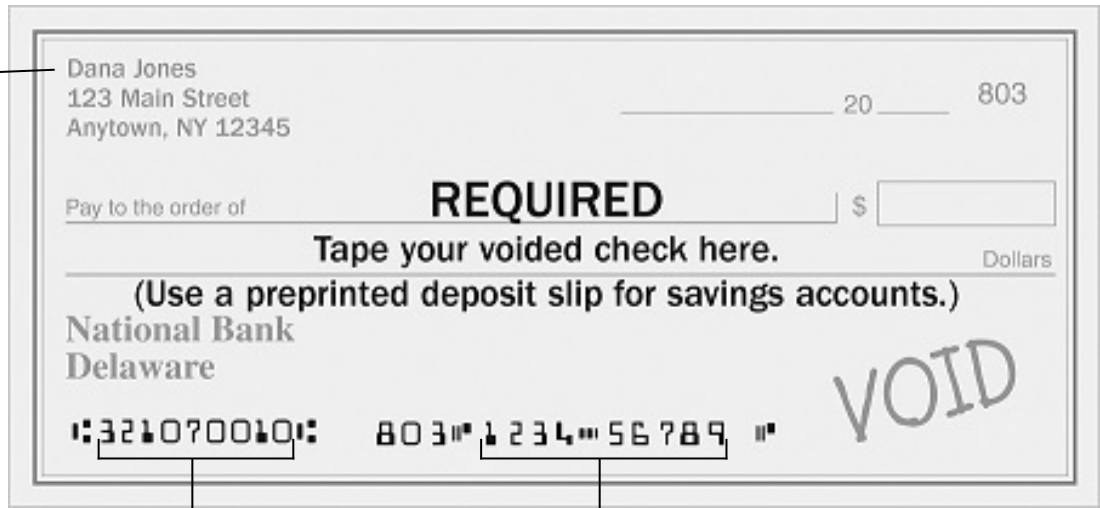 Dana Jones
123 Main Street
Anytown, NY 12345
20 803
Pay to the order of REQUIRED $
Tape your voided check here.
Dollars
(Use a preprinted deposit slip for savings accounts.)
National Bank
Delaware
VOID
⑆321070010⑆ 803⑈1234⑉56789 ⑈